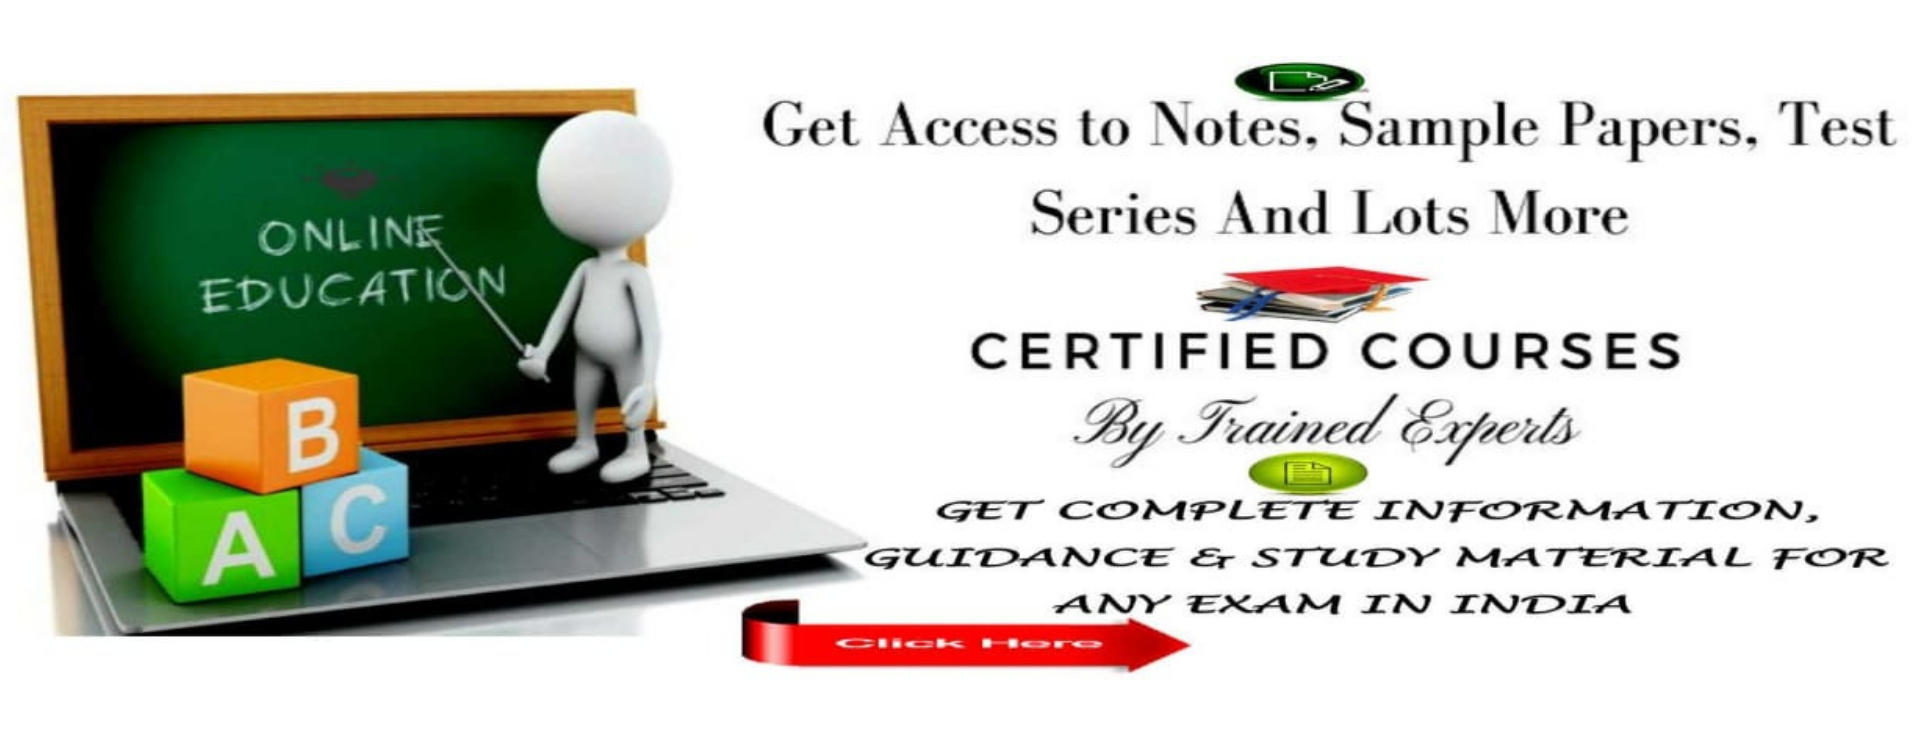 ONLINE
EDUCATION
B
A
C
Get Access to Notes, Sample Papers, Test
Series And Lots More
CERTIFIED COURSES
By Trained Experts
GET COMPLETE INFORMATION,
GUIDANCE & STUDY MATERIAL FOR
ANY EXAM IN INDIA
Click Here